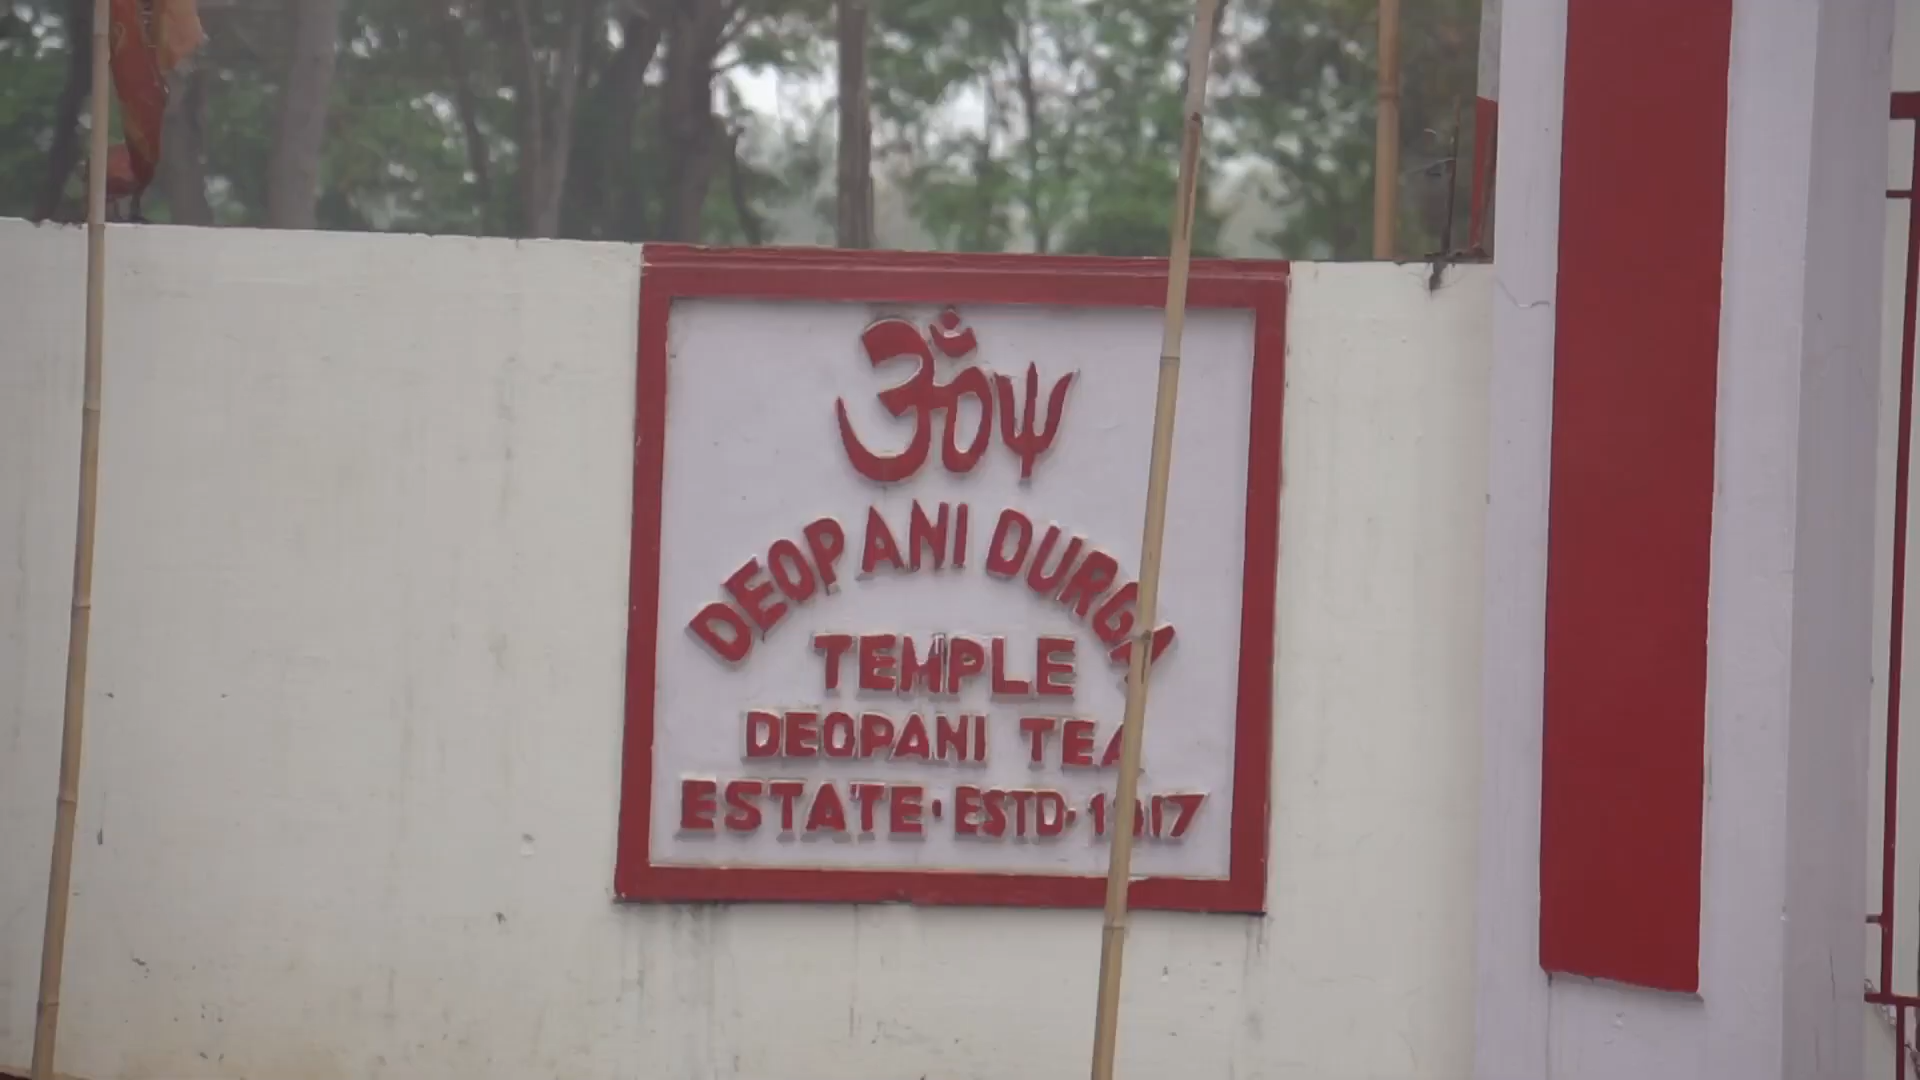 ॐ
DEOPANI DURGA
TEMPLE
DEOPANI TEA
ESTATE · ESTD ·